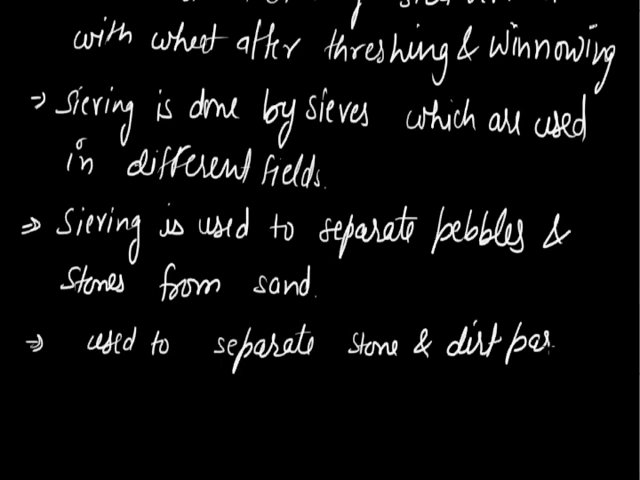 with wheat after threshing & winnowing
⇒ Sieving is done by sieves which are used
in different fields.
⇒ Sieving is used to separate pebbles &
stones from sand.
⇒ used to separate stone & dirt par